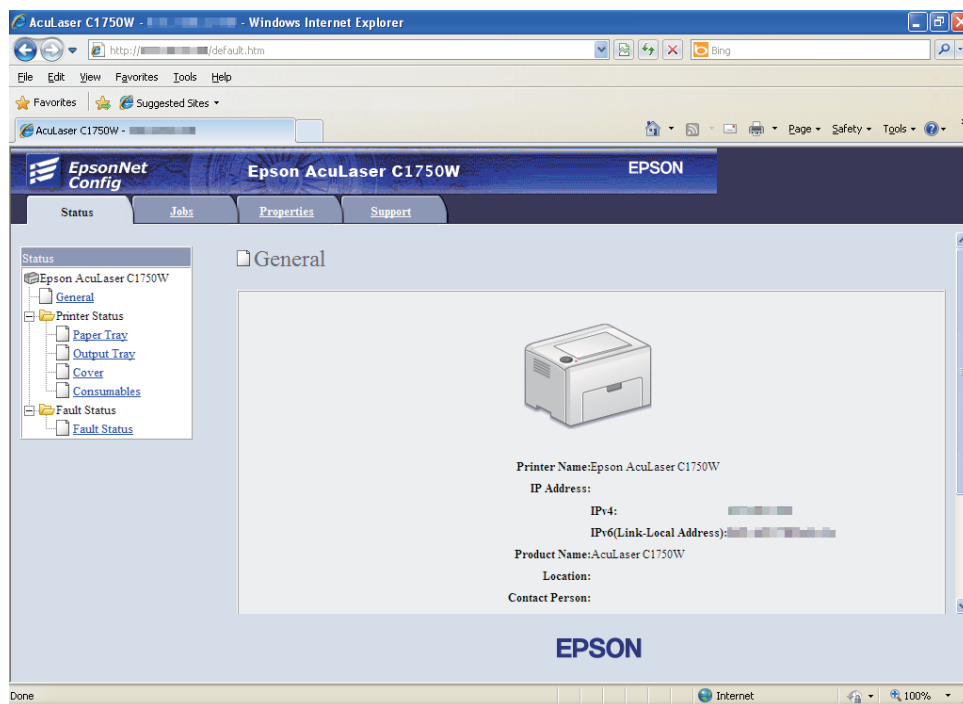 AcuLaser C1750W - - Windows Internet Explorer
http:// /default.htm
Bing
File Edit View Favorites Tools Help
Favorites Suggested Sites
AcuLaser C1750W -
Page Safety Tools
EpsonNet
Config
Epson AcuLaser C1750W
EPSON
Status Jobs Properties Support
Status
Epson AcuLaser C1750W
General
Printer Status
Paper Tray
Output Tray
Cover
Consumables
Fault Status
Fault Status
General
Printer Name:Epson AcuLaser C1750W
IP Address:
IPv4:
IPv6(Link-Local Address):
Product Name:AcuLaser C1750W
Location:
Contact Person:
EPSON
Done
Internet
100%